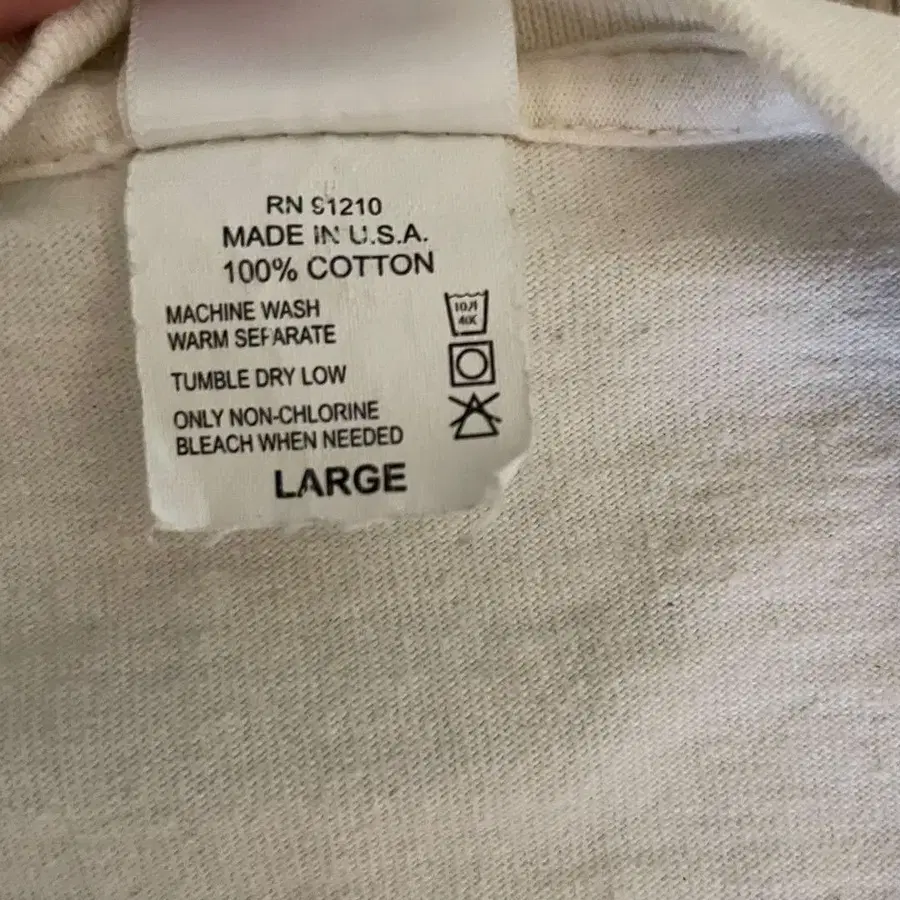 RN 91210
MADE IN U.S.A.
100% COTTON
MACHINE WASH
WARM SEPARATE
TUMBLE DRY LOW
ONLY NON-CHLORINE
BLEACH WHEN NEEDED
LARGE